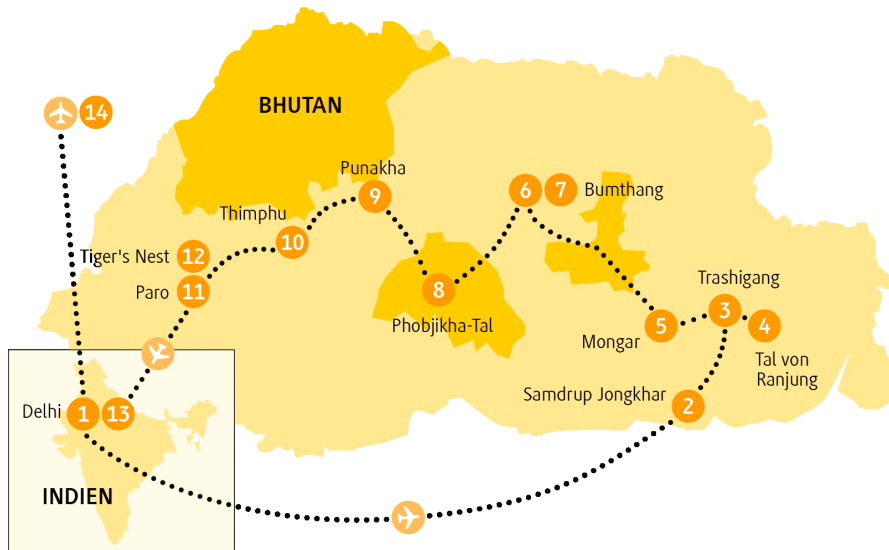 BHUTAN
14
Punakha
9
6
7
Bumthang
Thimphu
10
Tiger's Nest
12
Paro
11
8
Phobjikha-Tal
Trashigang
3
5
4
Mongar
Tal von
Ranjung
Samdrup Jongkhar
2
Delhi
1
13
INDIEN